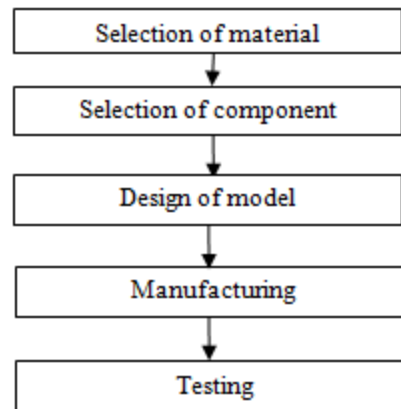 Selection of material
Selection of component
Design of model
Manufacturing
Testing